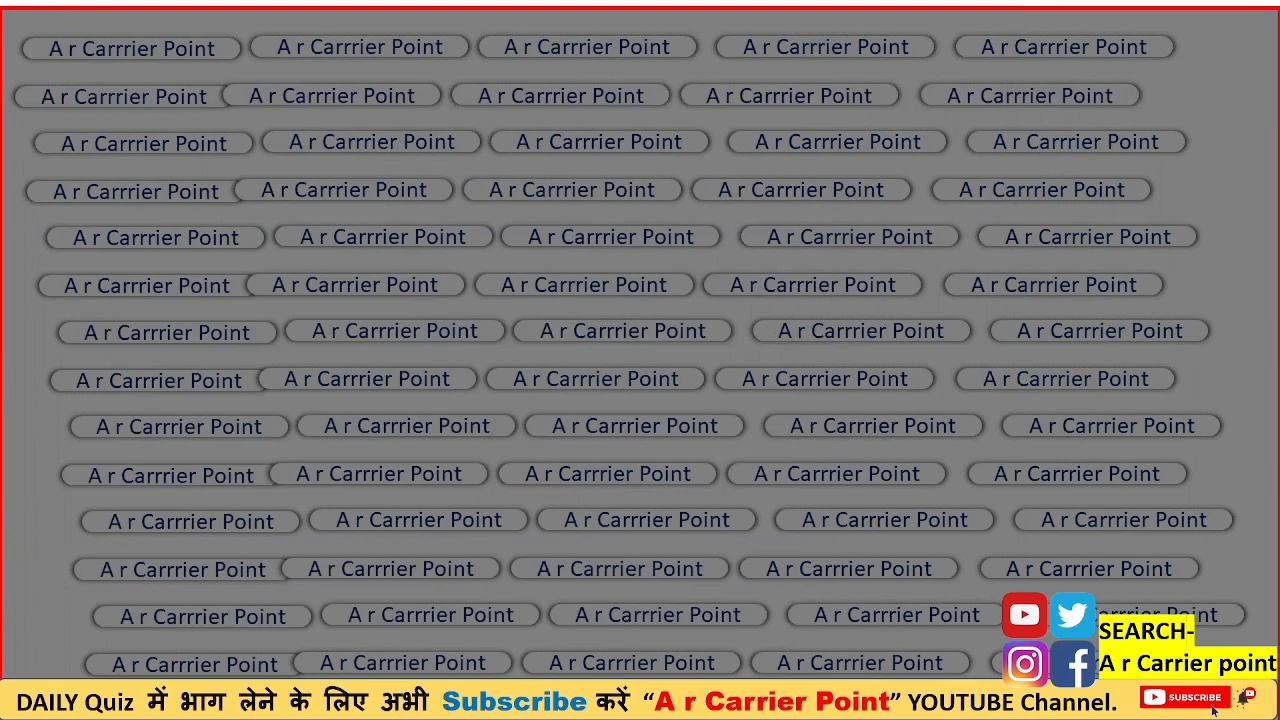 A r Carrrier Point A r Carrrier Point A r Carrrier Point A r Carrrier Point A r Carrrier Point
A r Carrrier Point A r Carrrier Point A r Carrrier Point A r Carrrier Point A r Carrrier Point
A r Carrrier Point A r Carrrier Point A r Carrrier Point A r Carrrier Point A r Carrrier Point
A r Carrrier Point A r Carrrier Point A r Carrrier Point A r Carrrier Point A r Carrrier Point
A r Carrrier Point A r Carrrier Point A r Carrrier Point A r Carrrier Point A r Carrrier Point
A r Carrrier Point A r Carrrier Point A r Carrrier Point A r Carrrier Point A r Carrrier Point
A r Carrrier Point A r Carrrier Point A r Carrrier Point A r Carrrier Point A r Carrrier Point
A r Carrrier Point A r Carrrier Point A r Carrrier Point A r Carrrier Point A r Carrrier Point
A r Carrrier Point A r Carrrier Point A r Carrrier Point A r Carrrier Point A r Carrrier Point
A r Carrrier Point A r Carrrier Point A r Carrrier Point A r Carrrier Point A r Carrrier Point
A r Carrrier Point A r Carrrier Point A r Carrrier Point A r Carrrier Point A r Carrrier Point
A r Carrrier Point A r Carrrier Point A r Carrrier Point A r Carrrier Point A r Carrrier Point
A r Carrrier Point A r Carrrier Point A r Carrrier Point A r Carrrier Point
A r Carrrier Point A r Carrrier Point A r Carrrier Point A r Carrrier Point
SEARCH-
A r Carrier point
DAILY Quiz में भाग लेने के लिए अभी Subscribe करें “A r Carrier Point” YOUTUBE Channel. SUBSCRIBE